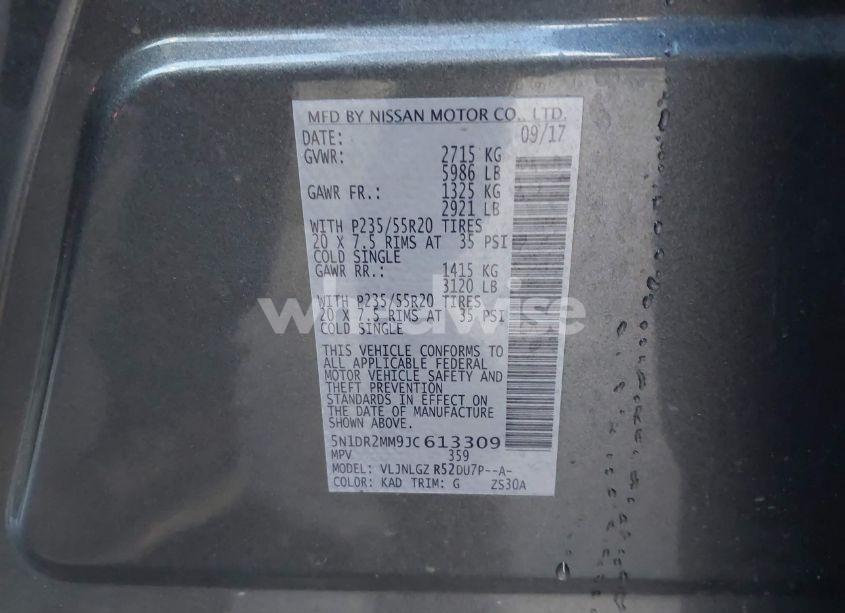 MFD BY NISSAN MOTOR CO., LTD.
DATE: 09/17
GVWR: 2715 KG
5986 LB
GAWR FR.: 1325 KG
2921 LB
WITH P235/55R20 TIRES
20 X 7.5 RIMS AT 35 PSI
COLD SINGLE
GAWR RR.: 1415 KG
3120 LB
WITH P235/55R20 TIRES
20 X 7.5 RIMS AT 35 PSI
COLD SINGLE
THIS VEHICLE CONFORMS TO
ALL APPLICABLE FEDERAL
MOTOR VEHICLE SAFETY AND
THEFT PREVENTION
STANDARDS IN EFFECT ON
THE DATE OF MANUFACTURE
SHOWN ABOVE.
5N1DR2MM9JC613309
MPV 359
MODEL: VLJNLGZ R52DU7P--A-
COLOR: KAD TRIM: G ZS30A